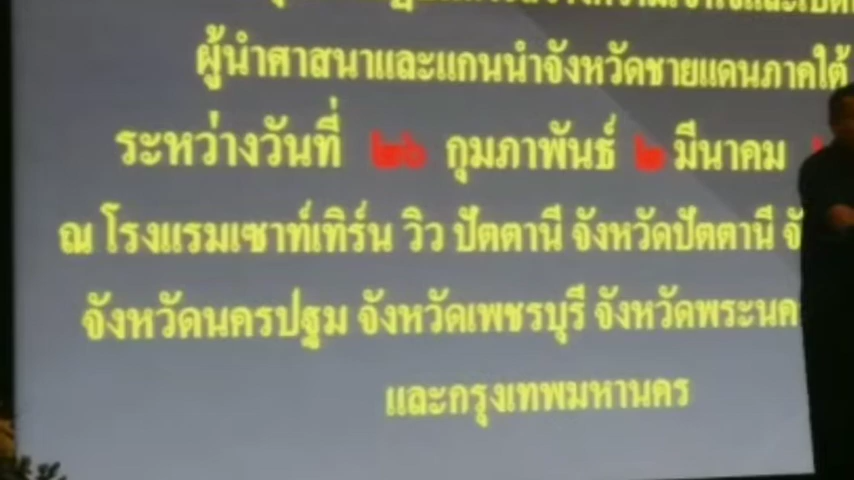 ผู้นำศาสนาและแกนนำจังหวัดชายแดนภาคใต้
ระหว่างวันที่ ๒๖ กุมภาพันธ์ ๒ มีนาคม
ณ โรงแรมเซาท์เทิร์น วิว ปัตตานี จังหวัดปัตตานี
จังหวัดนครปฐม จังหวัดเพชรบุรี จังหวัดพระนค
และกรุงเทพมหานคร